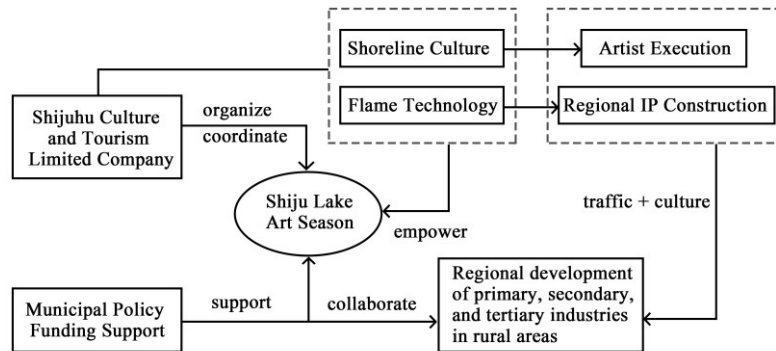 Shoreline Culture
Artist Execution
Flame Technology
Regional IP Construction
Shijuhu Culture
and Tourism
Limited Company
organize
coordinate
Shiju Lake
Art Season
empower
traffic + culture
Municipal Policy
Funding Support
support
collaborate
Regional development
of primary, secondary,
and tertiary industries
in rural areas